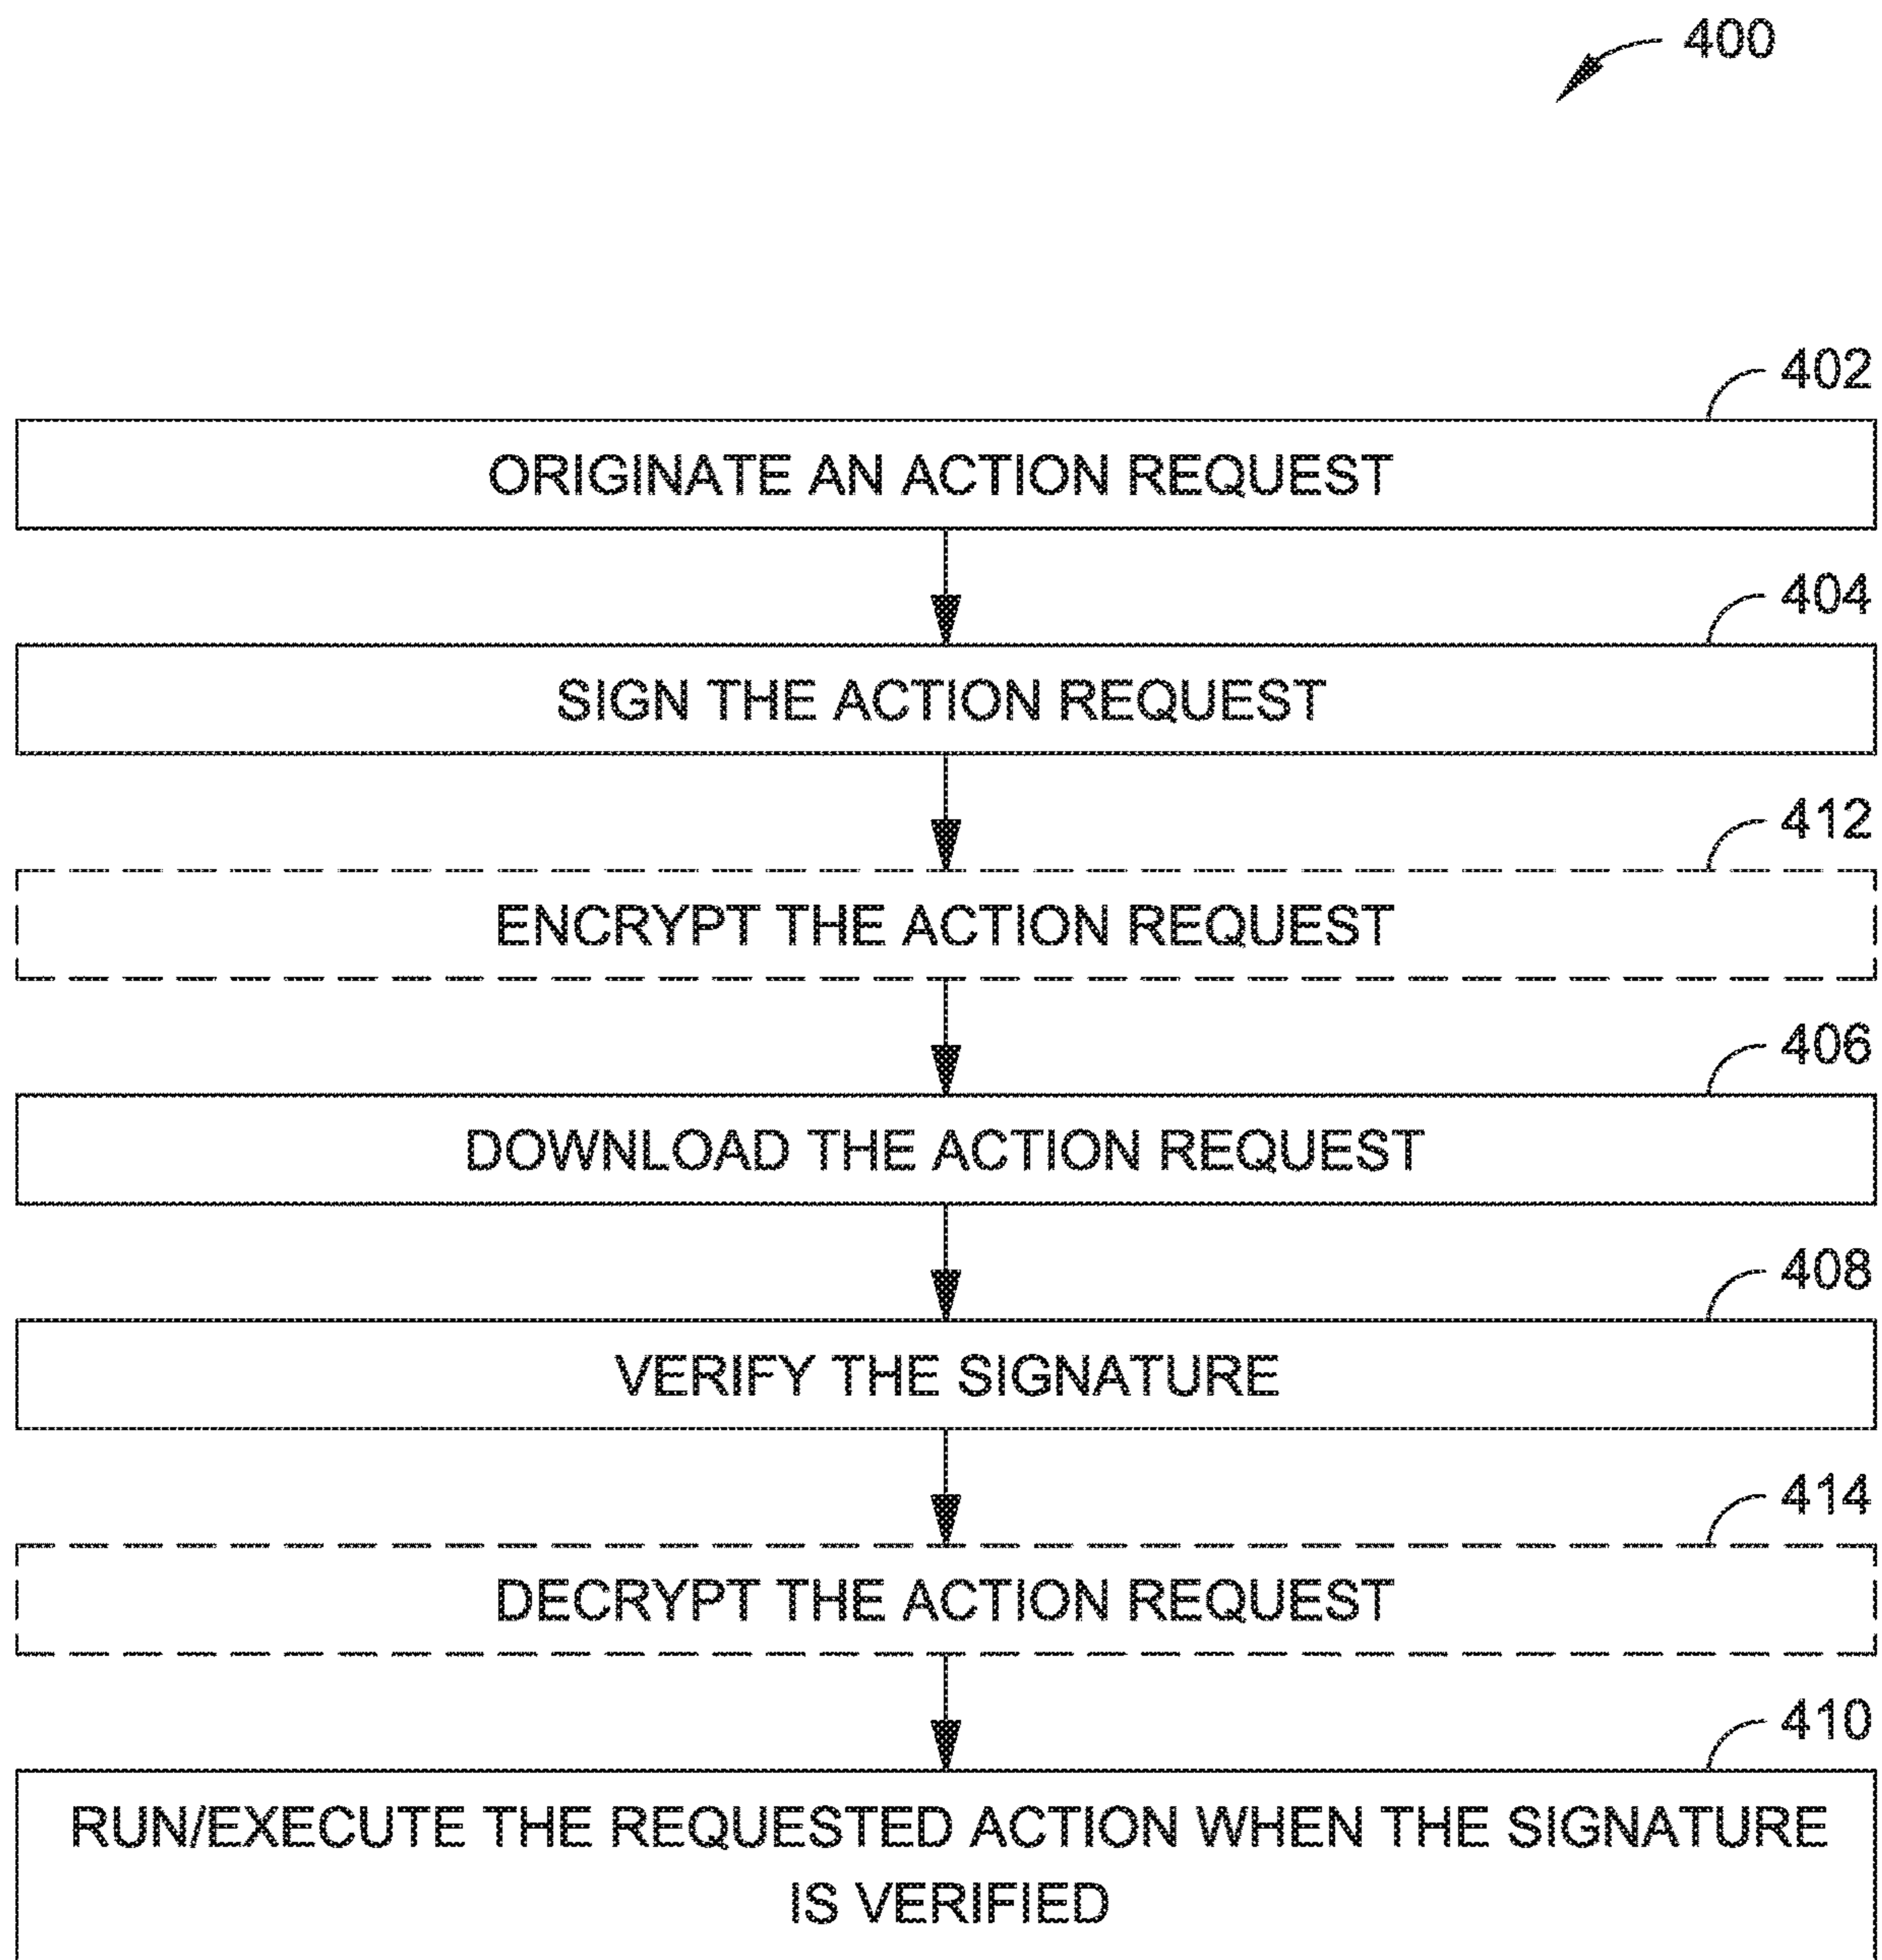 400
402
ORIGINATE AN ACTION REQUEST
404
SIGN THE ACTION REQUEST
412
ENCRYPT THE ACTION REQUEST
406
DOWNLOAD THE ACTION REQUEST
408
VERIFY THE SIGNATURE
414
DECRYPT THE ACTION REQUEST
410
RUN/EXECUTE THE REQUESTED ACTION WHEN THE SIGNATURE
IS VERIFIED